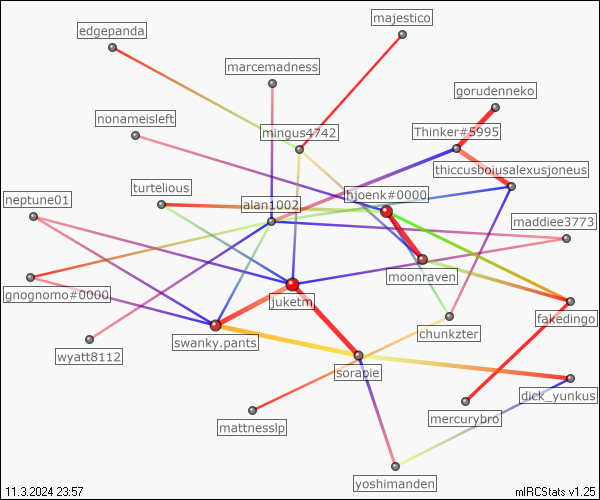 majestico
edgepanda
marcemadness
gorudenneko
nonameisleft
mingus4742
Thinker#5995
thiccusboiusalexusjoneus
turtelious
hjoenk#0000
neptune01
alan1002
maddiee3773
moonraven
gnognomo#0000
juketm
fakedingo
chunkzter
swanky.pants
wyatt8112
sorapie
dick_yunkus
mercurybro
mattnesslp
yoshimanden
11.3.2024 23:57
mIRCStats v1.25